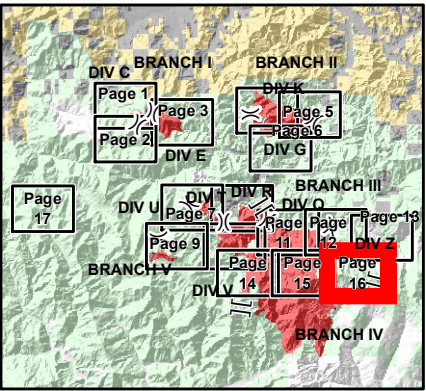 BRANCH I
BRANCH II
DIV C
DIV K
Page 1
Page 3
Page 5
Page 2
Page 6
DIV E
DIV G
BRANCH III
Page
17
DIV U
DIV I
DIV R
DIV O
Page 7
Page
11
Page
12
Page 13
Page 9
DIV Z
BRANCH V
Page
14
Page
15
Page
16
DIV V
BRANCH IV